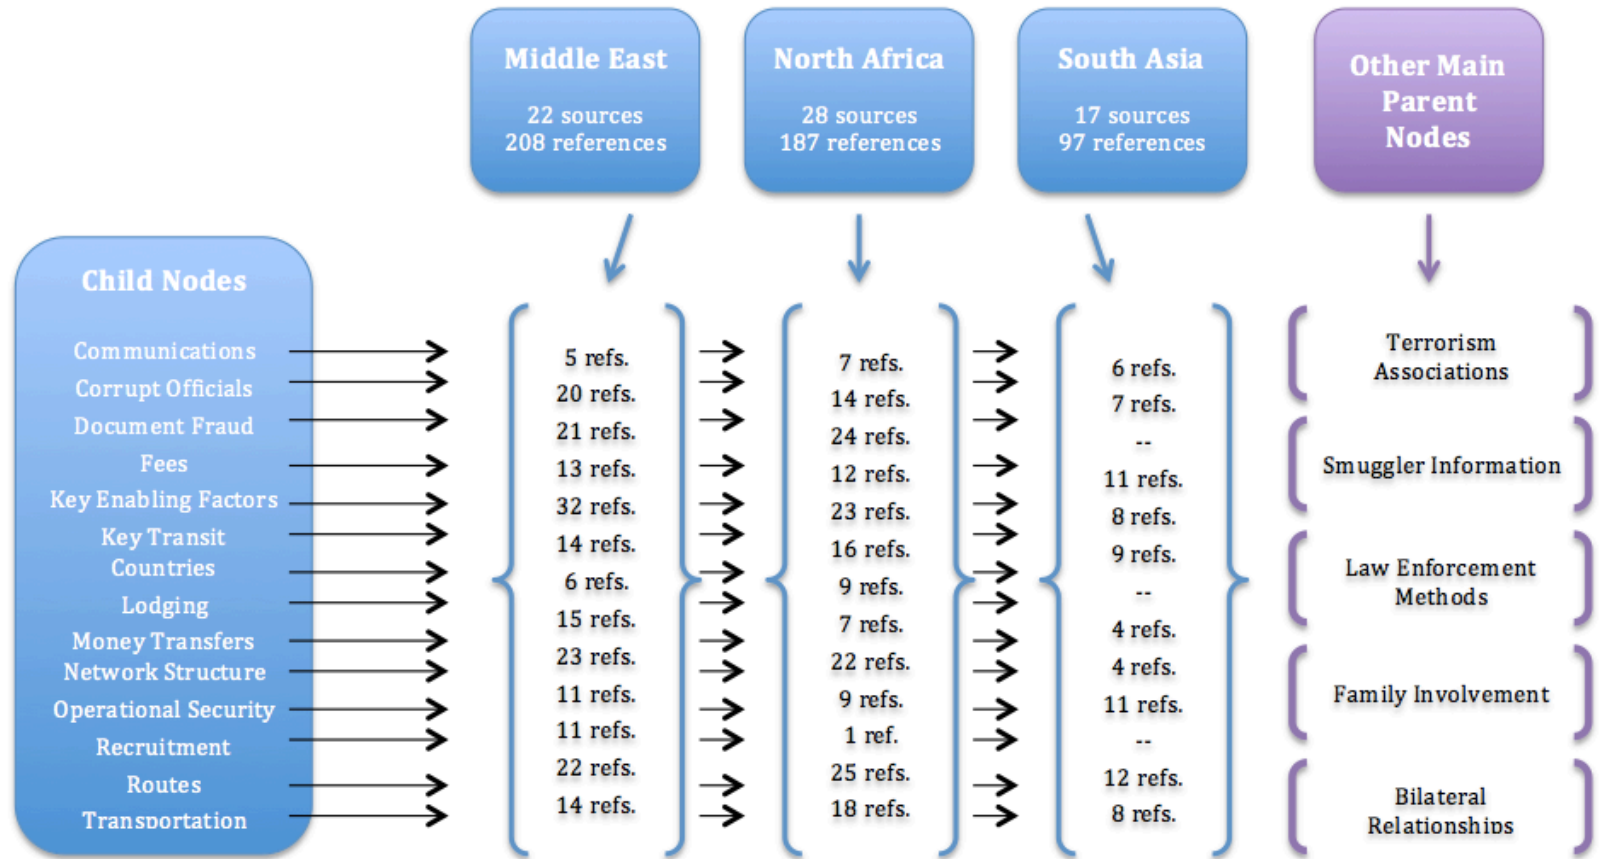 Middle East
22 sources
208 references
North Africa
28 sources
187 references
South Asia
17 sources
97 references
Other Main
Parent
Nodes
Child Nodes
Communications
Corrupt Officials
Document Fraud
Fees
Key Enabling Factors
Key Transit
Countries
Lodging
Money Transfers
Network Structure
Operational Security
Recruitment
Routes
Transportation
5 refs.
20 refs.
21 refs.
13 refs.
32 refs.
14 refs.
6 refs.
15 refs.
23 refs.
11 refs.
11 refs.
22 refs.
14 refs.
7 refs.
14 refs.
24 refs.
12 refs.
23 refs.
16 refs.
9 refs.
7 refs.
22 refs.
9 refs.
1 ref.
25 refs.
18 refs.
6 refs.
7 refs.
--
11 refs.
8 refs.
9 refs.
--
4 refs.
4 refs.
11 refs.
--
12 refs.
8 refs.
Terrorism
Associations
Smuggler Information
Law Enforcement
Methods
Family Involvement
Bilateral
Relationships